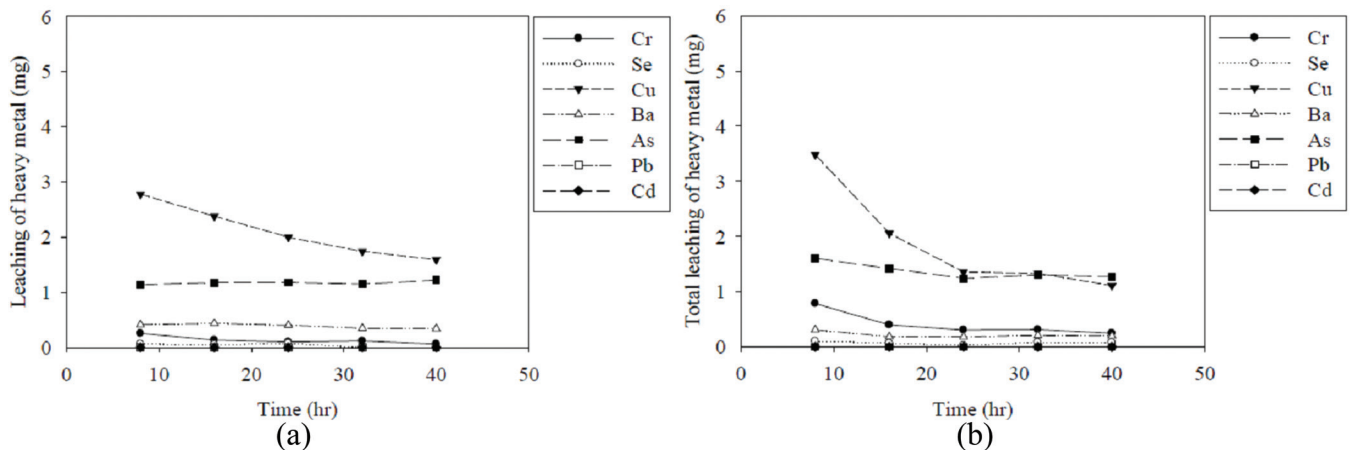 Leaching of heavy metal (mg)
6
5
4
3
2
1
0
0 10 20 30 40 50
Time (hr)
(a)
Cr
Se
Cu
Ba
As
Pb
Cd
Total leaching of heavy metal (mg)
6
5
4
3
2
1
0
0 10 20 30 40 50
Time (hr)
(b)
Cr
Se
Cu
Ba
As
Pb
Cd